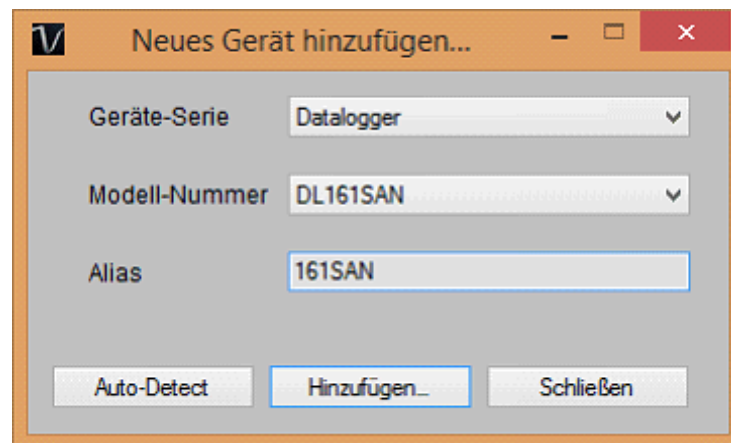 Neues Gerät hinzufügen...
Geräte-Serie Datalogger
Modell-Nummer DL161SAN
Alias 161SAN
Auto-Detect Hinzufügen... Schließen